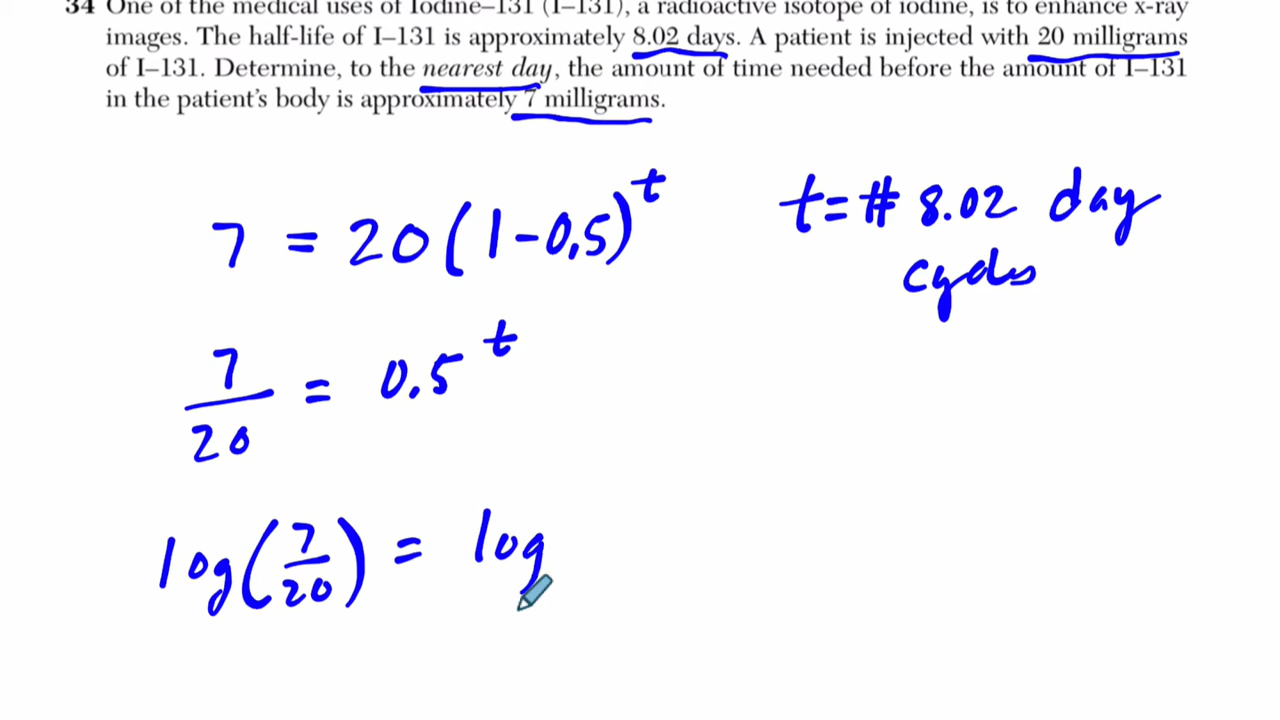 34 One of the medical uses of Iodine–131 (I–131), a radioactive isotope of iodine, is to enhance x-ray
images. The half-life of I–131 is approximately 8.02 days. A patient is injected with 20 milligrams
of I–131. Determine, to the nearest day, the amount of time needed before the amount of I–131
in the patient's body is approximately 7 milligrams.
7 = 20(1-0.5)^t
t = # 8.02 day
cycles
7/20 = 0.5^t
log(7/20) = log